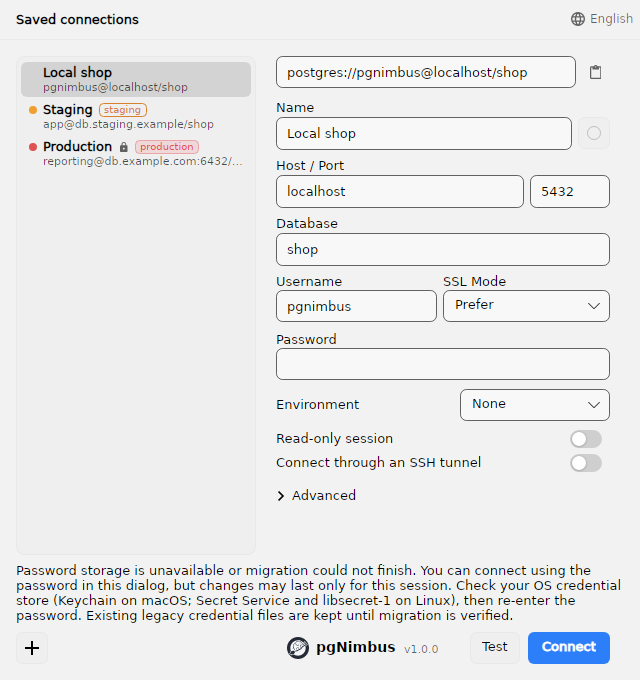 Saved connections
English
Local shop
pgnimbus@localhost/shop
Staging staging
app@db.staging.example/shop
Production production
reporting@db.example.com:6432/...
postgres://pgnimbus@localhost/shop
Name
Local shop
Host / Port
localhost
5432
Database
shop
Username
SSL Mode
pgnimbus
Prefer
Password
Environment
None
Read-only session
Connect through an SSH tunnel
Advanced
Password storage is unavailable or migration could not finish. You can connect using the
password in this dialog, but changes may last only for this session. Check your OS credential
store (Keychain on macOS; Secret Service and libsecret-1 on Linux), then re-enter the
password. Existing legacy credential files are kept until migration is verified.
pgNimbus v1.0.0
Test
Connect